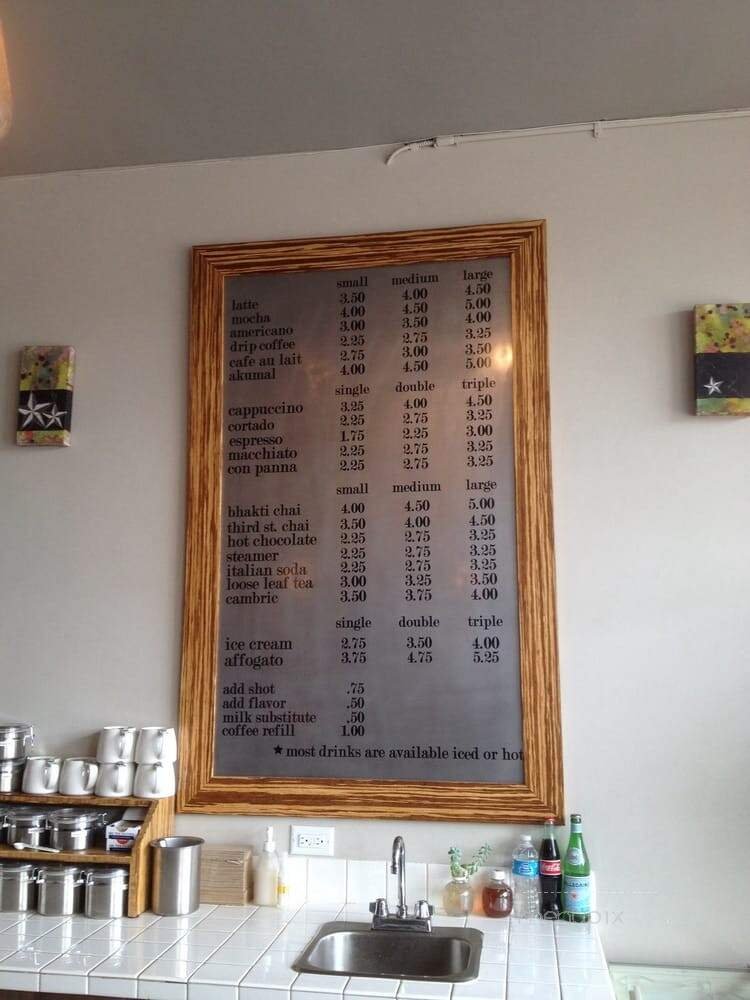 small medium large
latte 3.50 4.00 4.50
mocha 4.00 4.50 5.00
americano 3.00 3.50 4.00
drip coffee 2.25 2.75 3.25
cafe au lait 2.75 3.00 3.50
akumal 4.00 4.50 5.00
single double triple
cappuccino 3.25 4.00 4.50
cortado 2.25 2.75 3.25
espresso 1.75 2.25 3.00
macchiato 2.25 2.75 3.25
con panna 2.25 2.75 3.25
small medium large
bhakti chai 4.00 4.50 5.00
third st. chai 3.50 4.00 4.50
hot chocolate 2.25 2.75 3.25
steamer 2.25 2.75 3.25
italian soda 2.25 2.75 3.25
loose leaf tea 3.00 3.25 3.50
cambric 3.50 3.75 4.00
single double triple
ice cream 2.75 3.50 4.00
affogato 3.75 4.75 5.25
add shot .75
add flavor .50
milk substitute .50
coffee refill 1.00
★ most drinks are available iced or hot